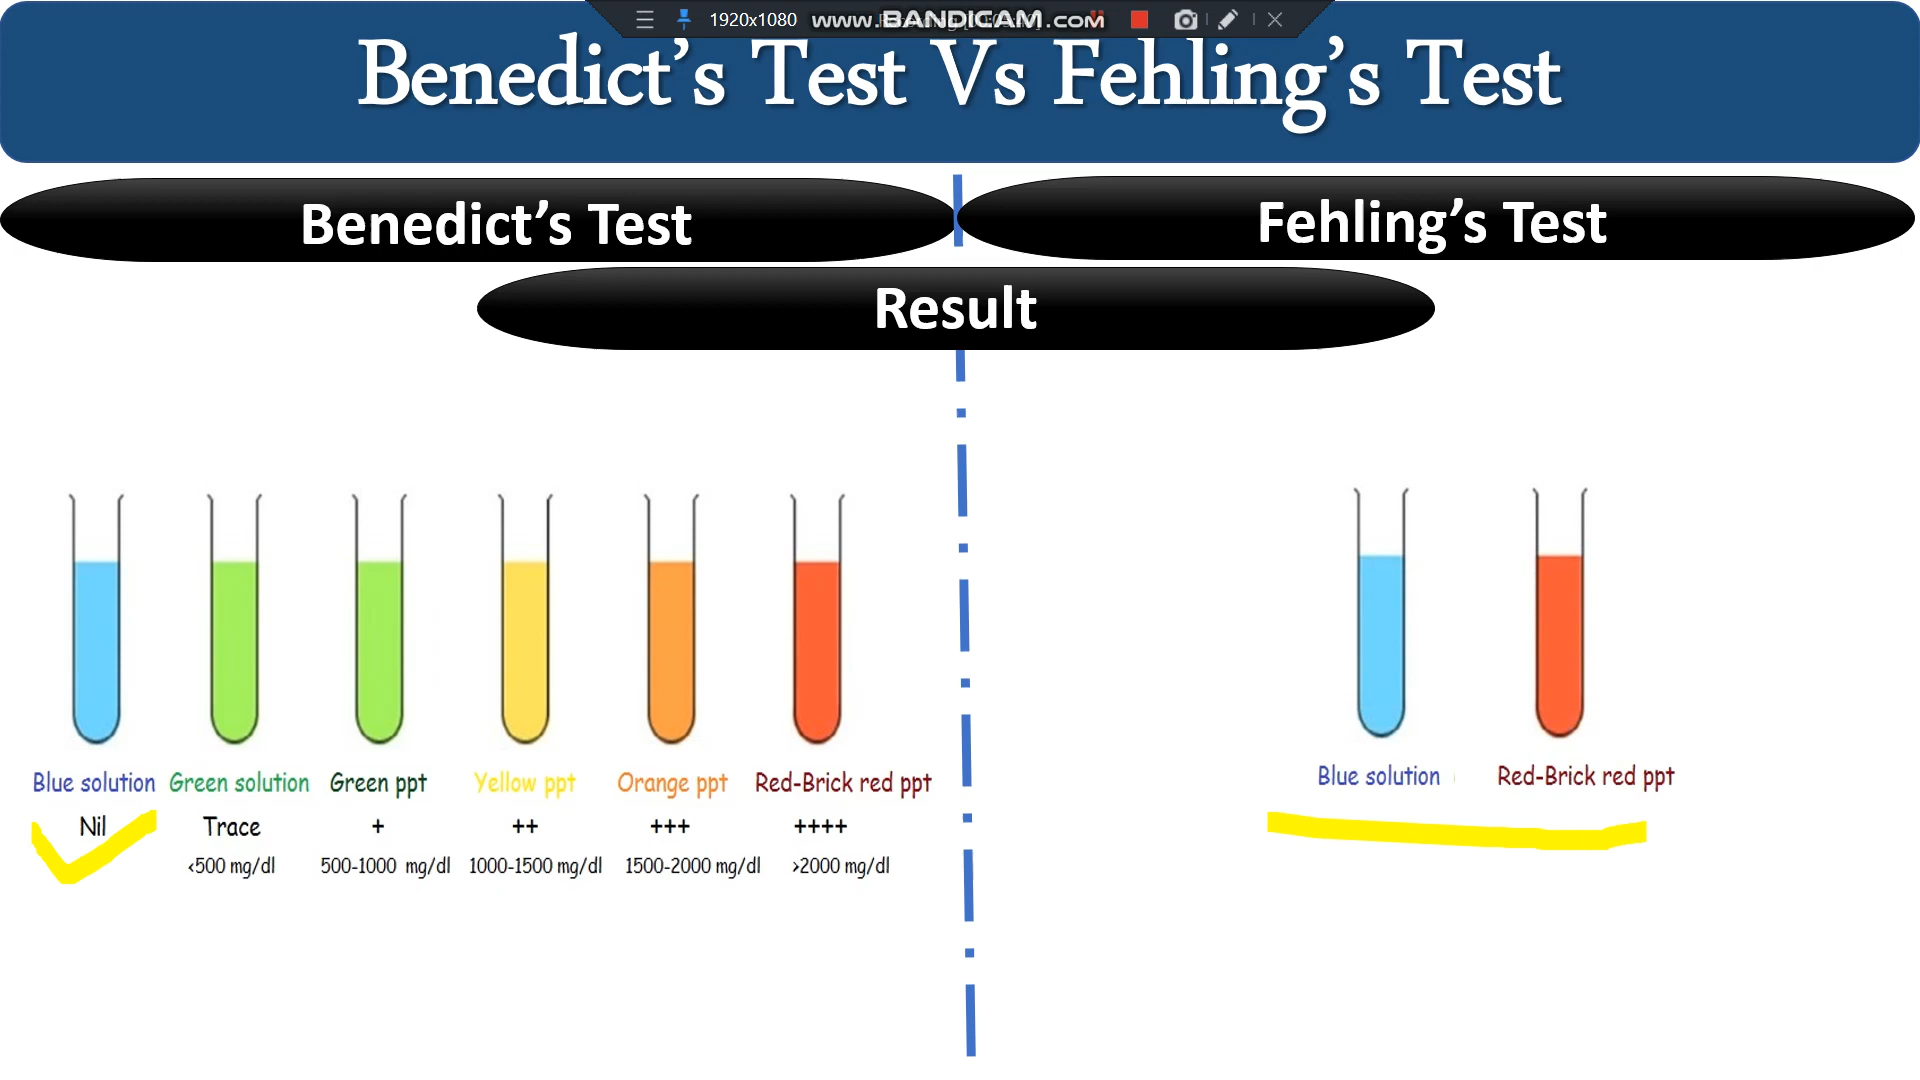 1920x1080 www.BANDICAM.com
Benedict's Test Vs Fehling's Test
Benedict's Test
Fehling's Test
Result
Blue solution
Green solution
Green ppt
Yellow ppt
Orange ppt
Red-Brick red ppt
Nil
Trace
+
++
+++
++++
<500 mg/dl
500-1000 mg/dl
1000-1500 mg/dl
1500-2000 mg/dl
>2000 mg/dl
Blue solution
Red-Brick red ppt